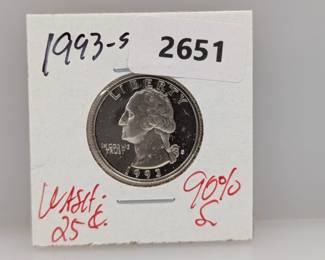 1993-S
2651
LIBERTY
IN GOD WE
TRUST
S
1993
WASH.
25¢.
90%
S